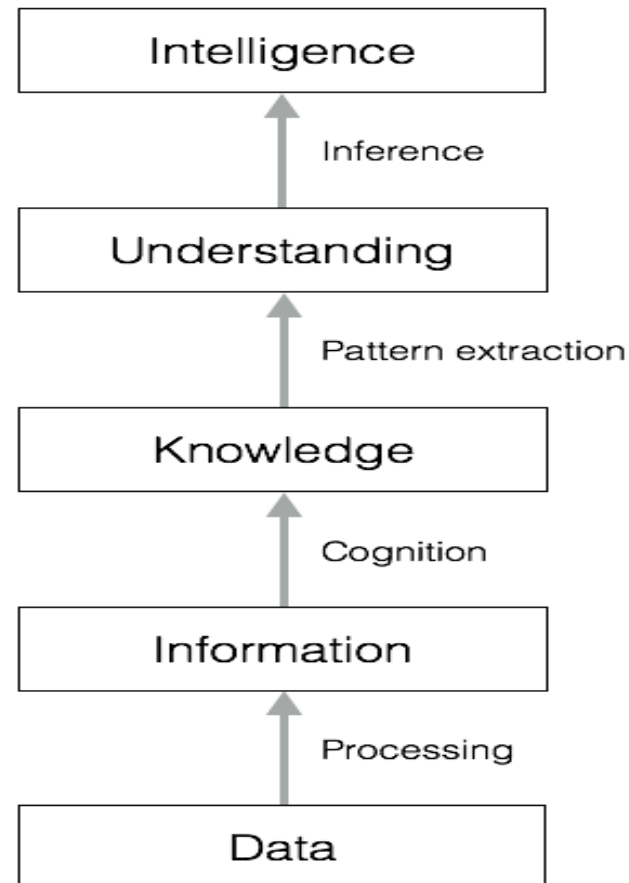 Intelligence
Inference
Understanding
Pattern extraction
Knowledge
Cognition
Information
Processing
Data